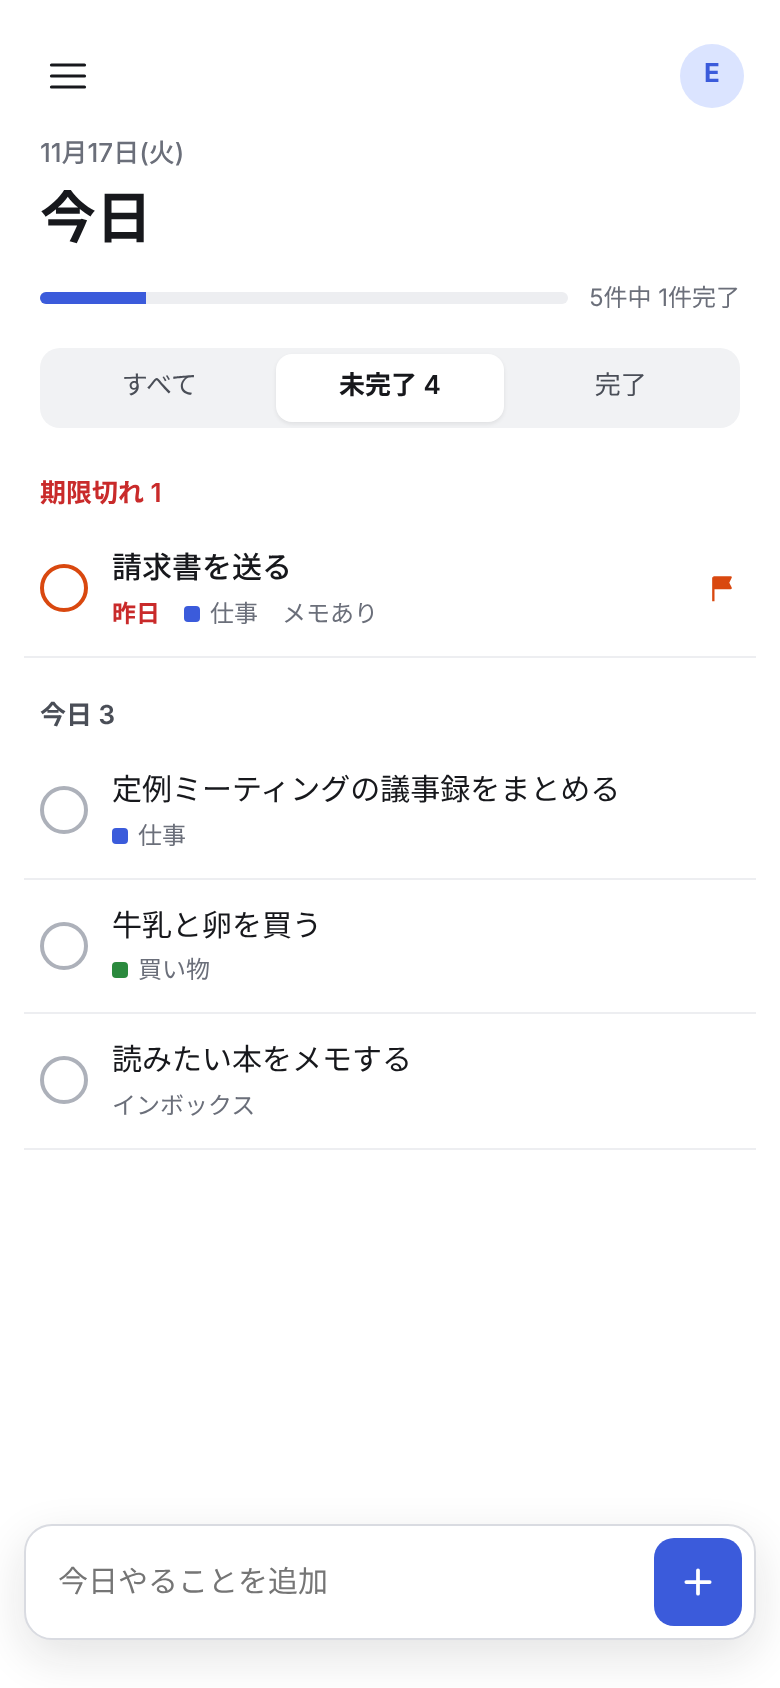 E
11月17日(火)
今日
5件中 1件完了
すべて 未完了 4 完了
期限切れ 1
請求書を送る
昨日 仕事 メモあり
今日 3
定例ミーティングの議事録をまとめる
仕事
牛乳と卵を買う
買い物
読みたい本をメモする
インボックス
今日やることを追加